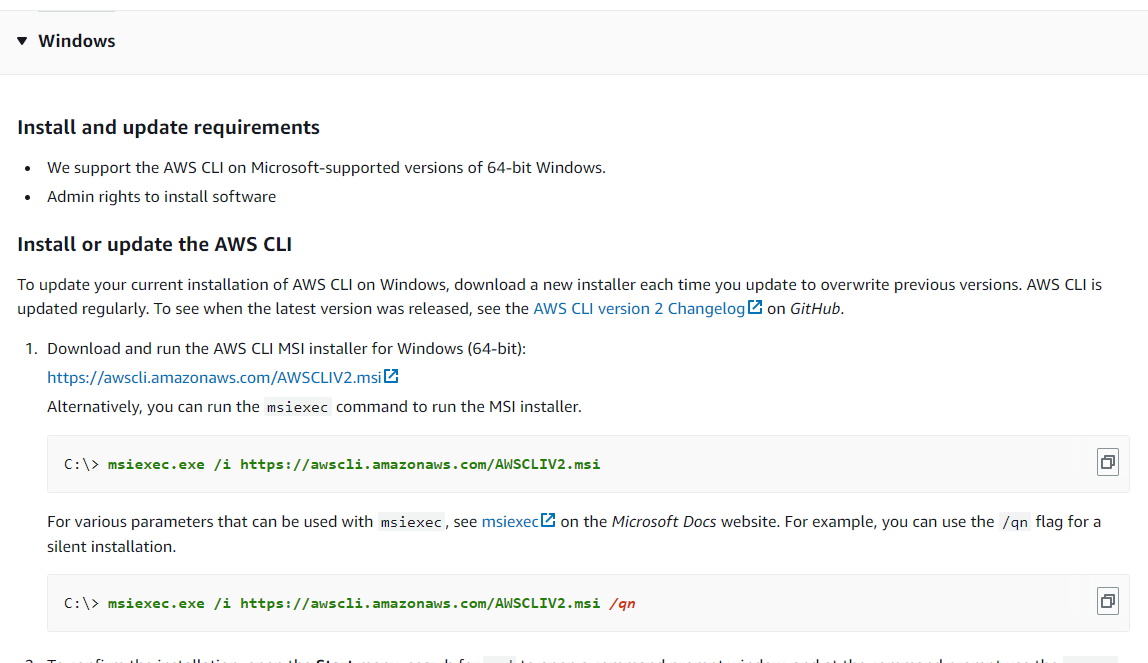 Windows
Install and update requirements
• We support the AWS CLI on Microsoft-supported versions of 64-bit Windows.
• Admin rights to install software
Install or update the AWS CLI
To update your current installation of AWS CLI on Windows, download a new installer each time you update to overwrite previous versions. AWS CLI is
updated regularly. To see when the latest version was released, see the AWS CLI version 2 Changelog on GitHub.
1. Download and run the AWS CLI MSI installer for Windows (64-bit):
https://awscli.amazonaws.com/AWSCLIV2.msi
Alternatively, you can run the msiexec command to run the MSI installer.
C:\> msiexec.exe /i https://awscli.amazonaws.com/AWSCLIV2.msi
For various parameters that can be used with msiexec, see msiexec on the Microsoft Docs website. For example, you can use the /qn flag for a
silent installation.
C:\> msiexec.exe /i https://awscli.amazonaws.com/AWSCLIV2.msi /qn